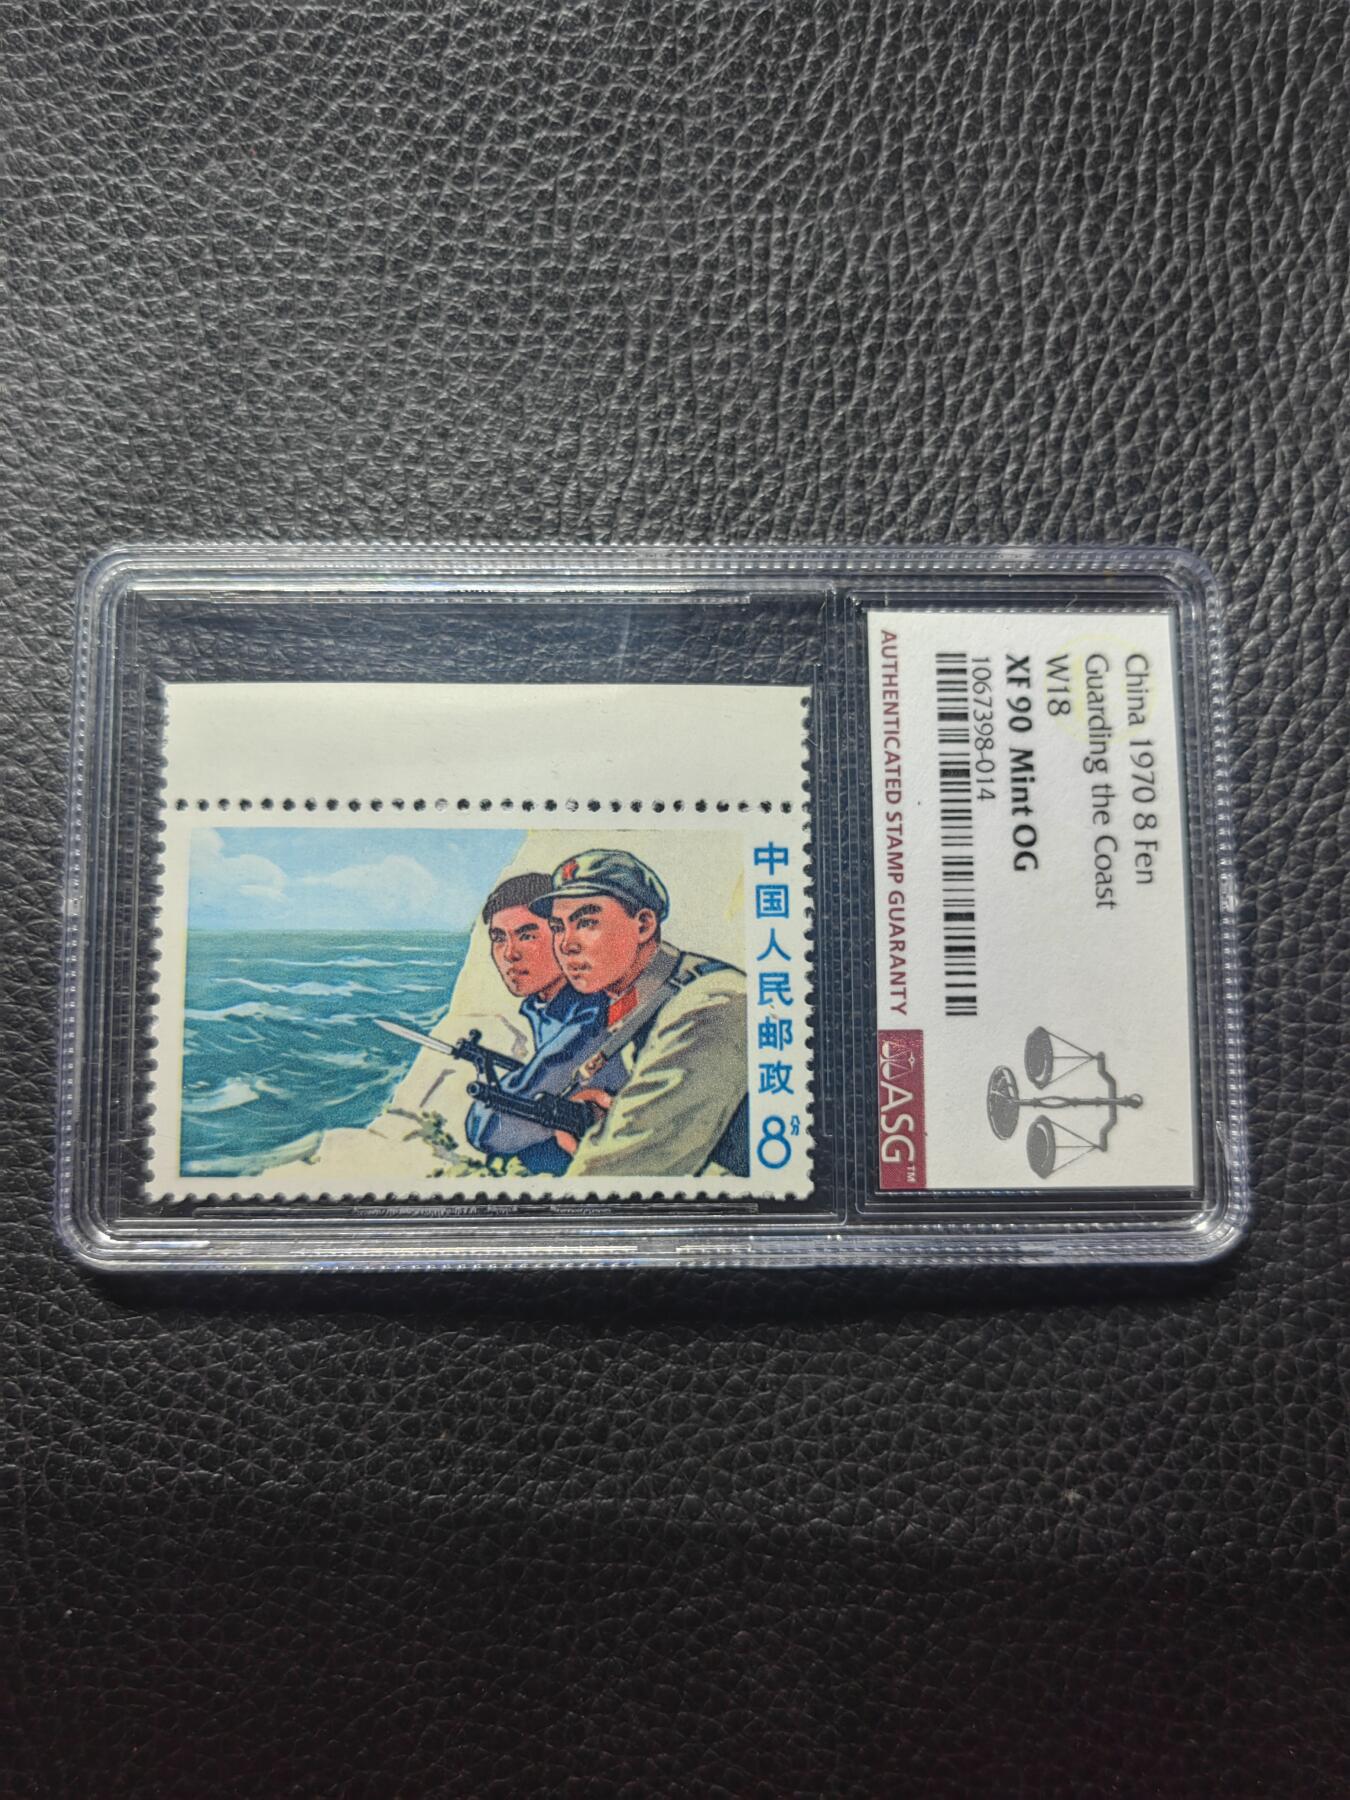 中国人民邮政
8分
China 1970 8 Fen
Guarding the Coast
W18
XF 90 Mint OG
1067398-014
AUTHENTICATED STAMP GUARANTY
ASG™